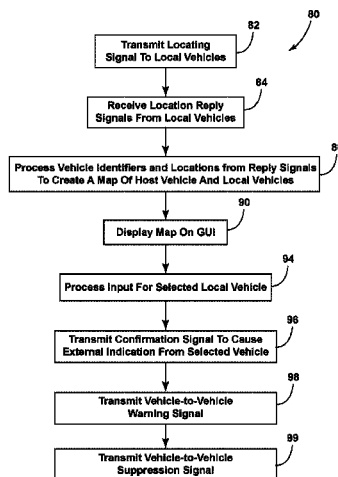 80
82
Transmit Locating
Signal To Local Vehicles
84
Receive Location Reply
Signals From Local Vehicles
Process Vehicle Identifiers and Locations from Reply Signals
To Create A Map Of Host Vehicle And Local Vehicles
90
Display Map On GUI
94
Process Input For Selected Local Vehicle
96
Transmit Confirmation Signal To Cause
External Indication From Selected Vehicle
98
Transmit Vehicle-to-Vehicle
Warning Signal
99
Transmit Vehicle-to-Vehicle
Suppression Signal